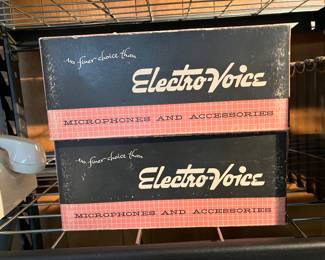 no finer choice than
Electro-Voice
MICROPHONES AND ACCESSORIES
no finer choice than
Electro-Voice
MICROPHONES AND ACCESSORIES